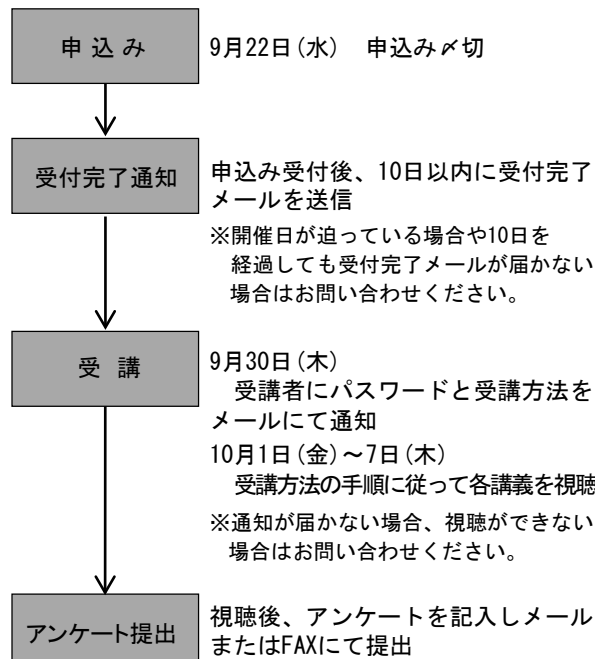 申込み
9月22日(水)　申込み〆切
受付完了通知
申込み受付後、10日以内に受付完了
メールを送信
※開催日が迫っている場合や10日を
経過しても受付完了メールが届かない
場合はお問い合わせください。
受講
9月30日(木)
受講者にパスワードと受講方法を
メールにて通知
10月1日(金)～7日(木)
受講方法の手順に従って各講義を視聴
※通知が届かない場合、視聴ができない
場合はお問い合わせください。
アンケート提出
視聴後、アンケートを記入しメール
またはFAXにて提出